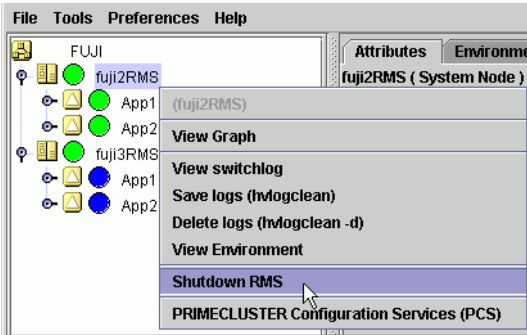 File Tools Preferences Help
FUJI
Attributes Environme
fuji2RMS
fuji2RMS ( System Node )
App1
(fuji2RMS)
App2
View Graph
fuji3RMS
View switchlog
App1
Save logs (hvlogclean)
App2
Delete logs (hvlogclean -d)
View Environment
Shutdown RMS
PRIMECLUSTER Configuration Services (PCS)